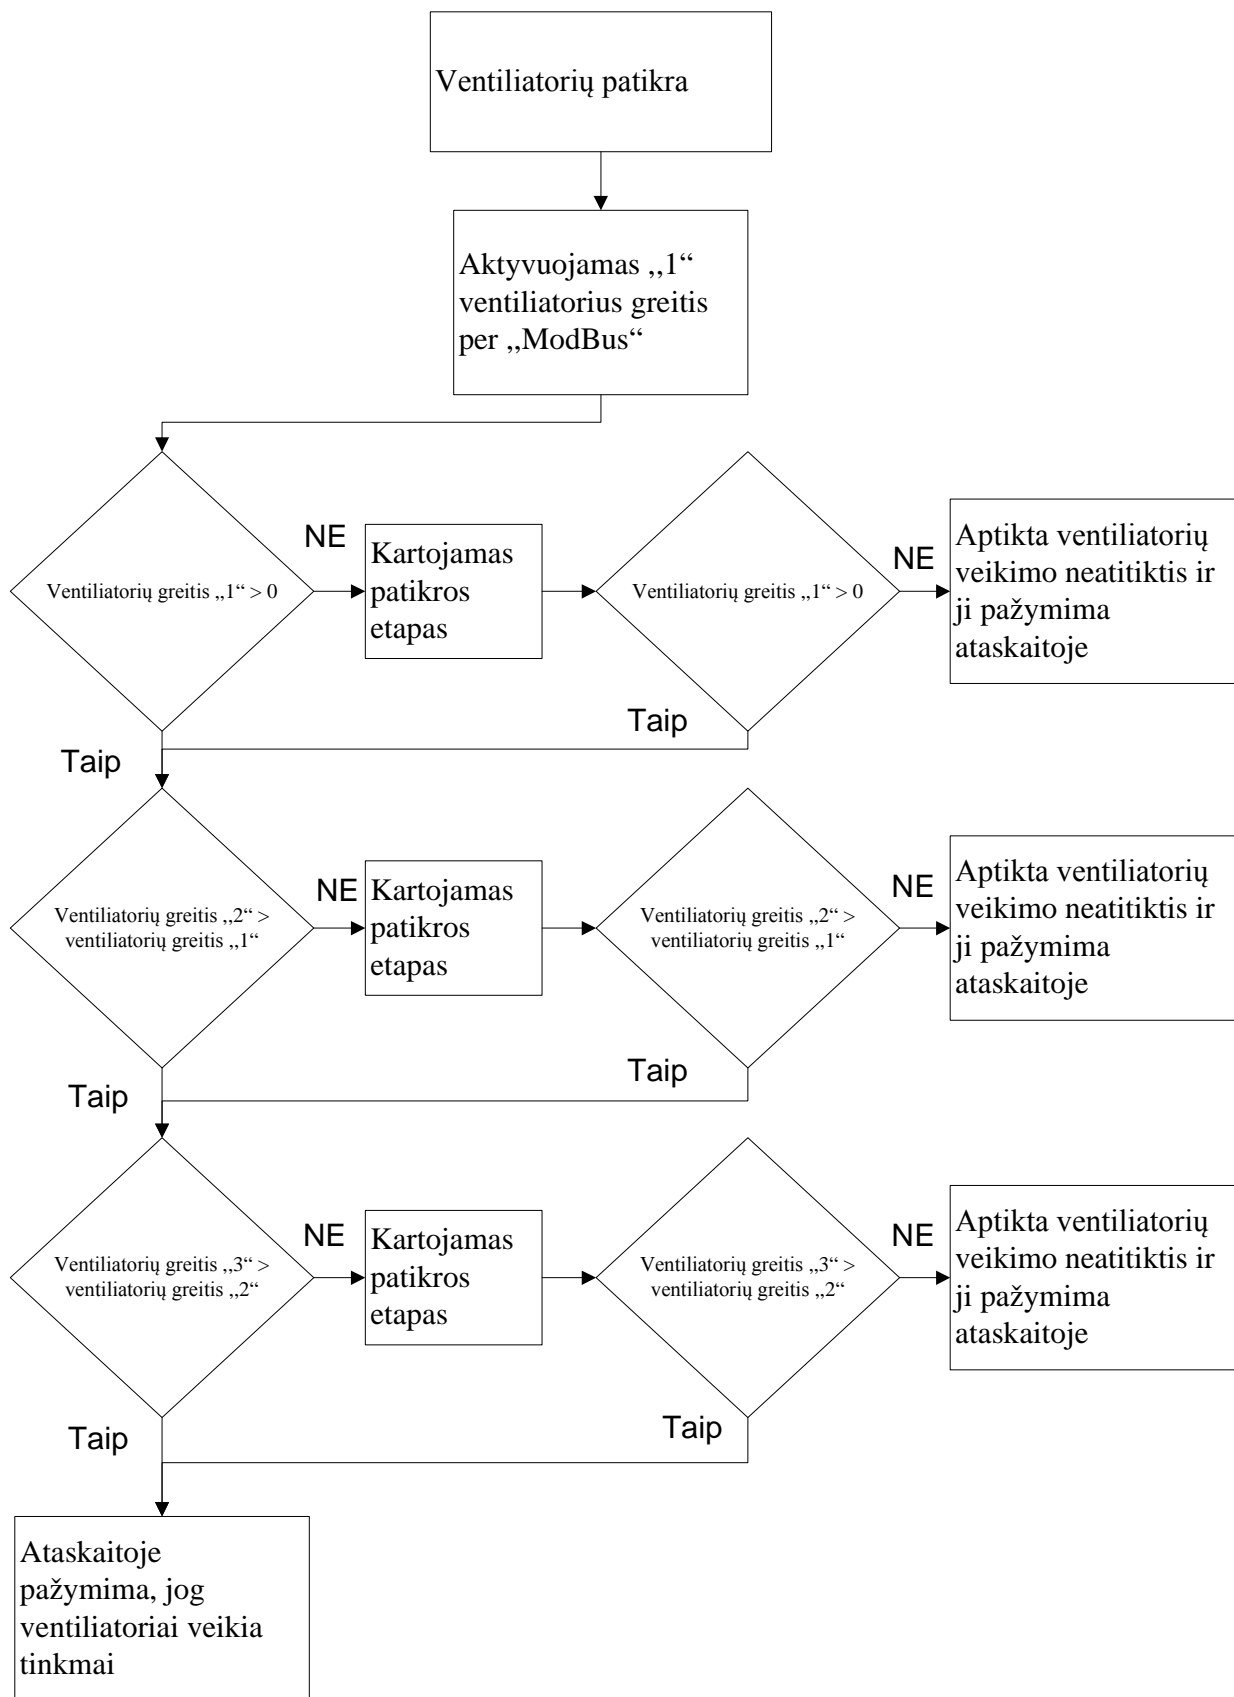 Ventiliatorių patikra
Aktyvuojamas ,,1“
ventiliatorius greitis
per ,,ModBus“
Ventiliatorių greitis ,,1“ > 0
NE
Kartojamas
patikros
etapas
Ventiliatorių greitis ,,1“ > 0
NE
Aptikta ventiliatorių
veikimo neatitiktis ir
ji pažymima
ataskaitoje
Taip
Taip
Ventiliatorių greitis ,,2“ >
ventiliatorių greitis ,,1“
NE
Kartojamas
patikros
etapas
Ventiliatorių greitis ,,2“ >
ventiliatorių greitis ,,1“
NE
Aptikta ventiliatorių
veikimo neatitiktis ir
ji pažymima
ataskaitoje
Taip
Taip
Ventiliatorių greitis ,,3“ >
ventiliatorių greitis ,,2“
NE
Kartojamas
patikros
etapas
Ventiliatorių greitis ,,3“ >
ventiliatorių greitis ,,2“
NE
Aptikta ventiliatorių
veikimo neatitiktis ir
ji pažymima
ataskaitoje
Taip
Taip
Ataskaitoje
pažymima, jog
ventiliatoriai veikia
tinkmai